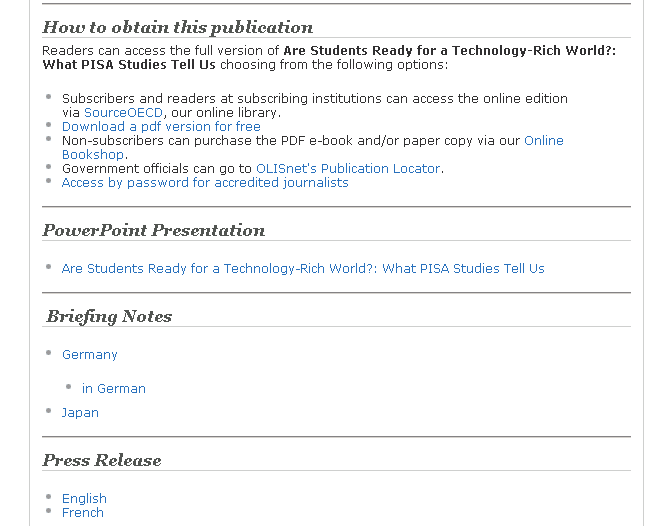 How to obtain this publication
Readers can access the full version of Are Students Ready for a Technology-Rich World?:
What PISA Studies Tell Us choosing from the following options:
Subscribers and readers at subscribing institutions can access the online edition
via SourceOECD, our online library.
Download a pdf version for free
Non-subscribers can purchase the PDF e-book and/or paper copy via our Online
Bookshop.
Government officials can go to OLISnet's Publication Locator.
Access by password for accredited journalists
PowerPoint Presentation
Are Students Ready for a Technology-Rich World?: What PISA Studies Tell Us
Briefing Notes
Germany
in German
Japan
Press Release
English
French